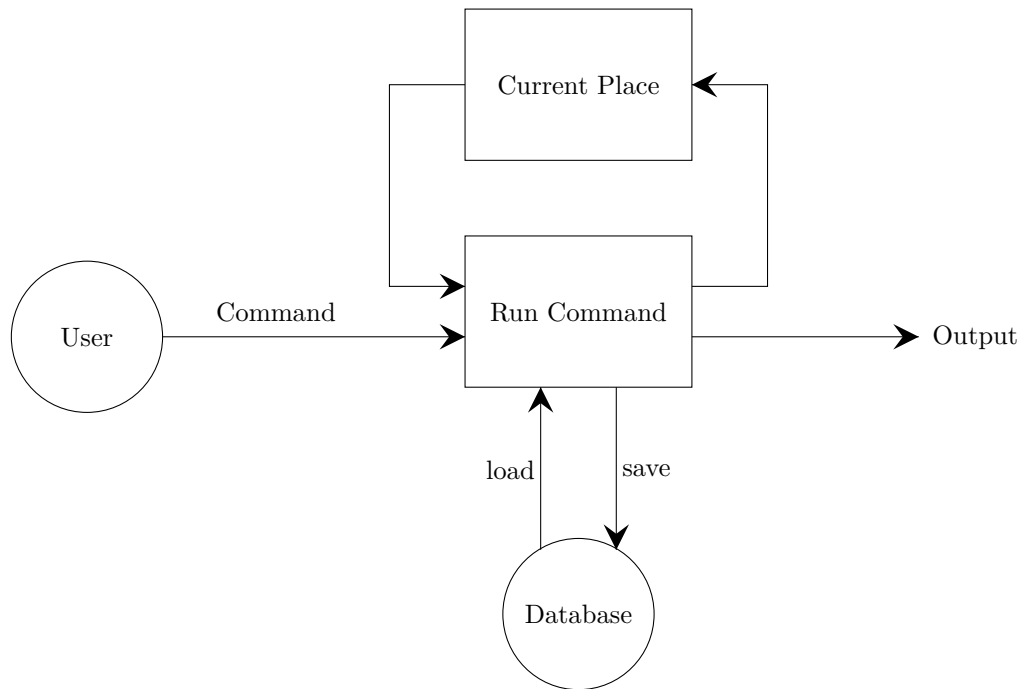 Current Place
Run Command
Command
User
Output
load
save
Database